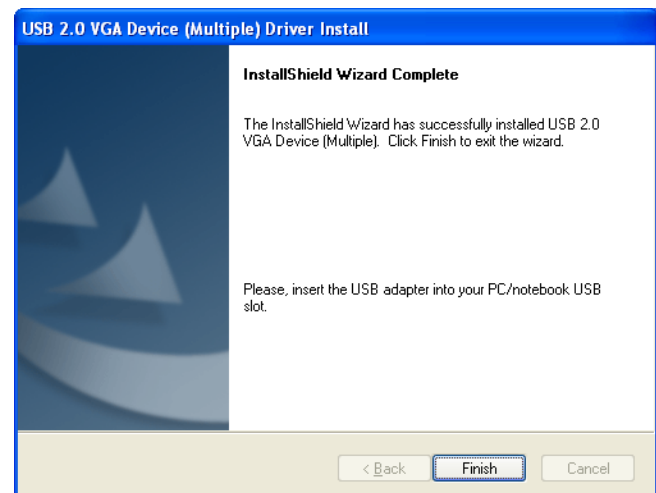 USB 2.0 VGA Device (Multiple) Driver Install
InstallShield Wizard Complete
The InstallShield Wizard has successfully installed USB 2.0
VGA Device (Multiple). Click Finish to exit the wizard.
Please, insert the USB adapter into your PC/notebook USB
slot.
< Back Finish Cancel